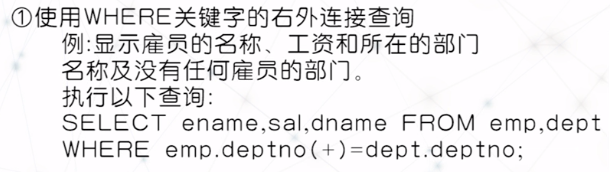 ①使用WHERE关键字的右外连接查询
例:显示雇员的名称、工资和所在的部门
名称及没有任何雇员的部门。
执行以下查询:
SELECT ename,sal,dname FROM emp,dept
WHERE emp.deptno(+)=dept.deptno;